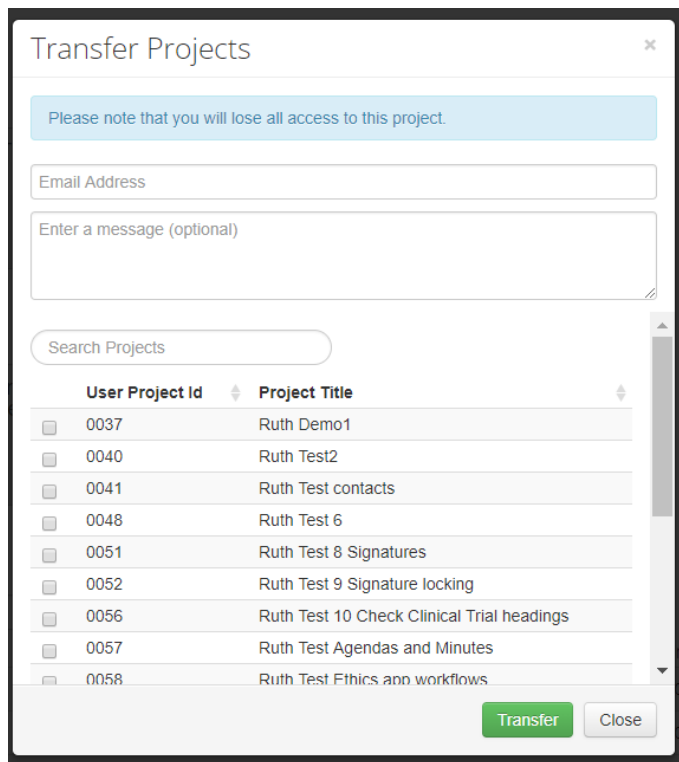 Transfer Projects ×
Please note that you will lose all access to this project.
Email Address
Enter a message (optional)
Search Projects
User Project Id Project Title
0037 Ruth Demo1
0040 Ruth Test2
0041 Ruth Test contacts
0048 Ruth Test 6
0051 Ruth Test 8 Signatures
0052 Ruth Test 9 Signature locking
0056 Ruth Test 10 Check Clinical Trial headings
0057 Ruth Test Agendas and Minutes
0058 Ruth Test Ethics app workflows
Transfer Close